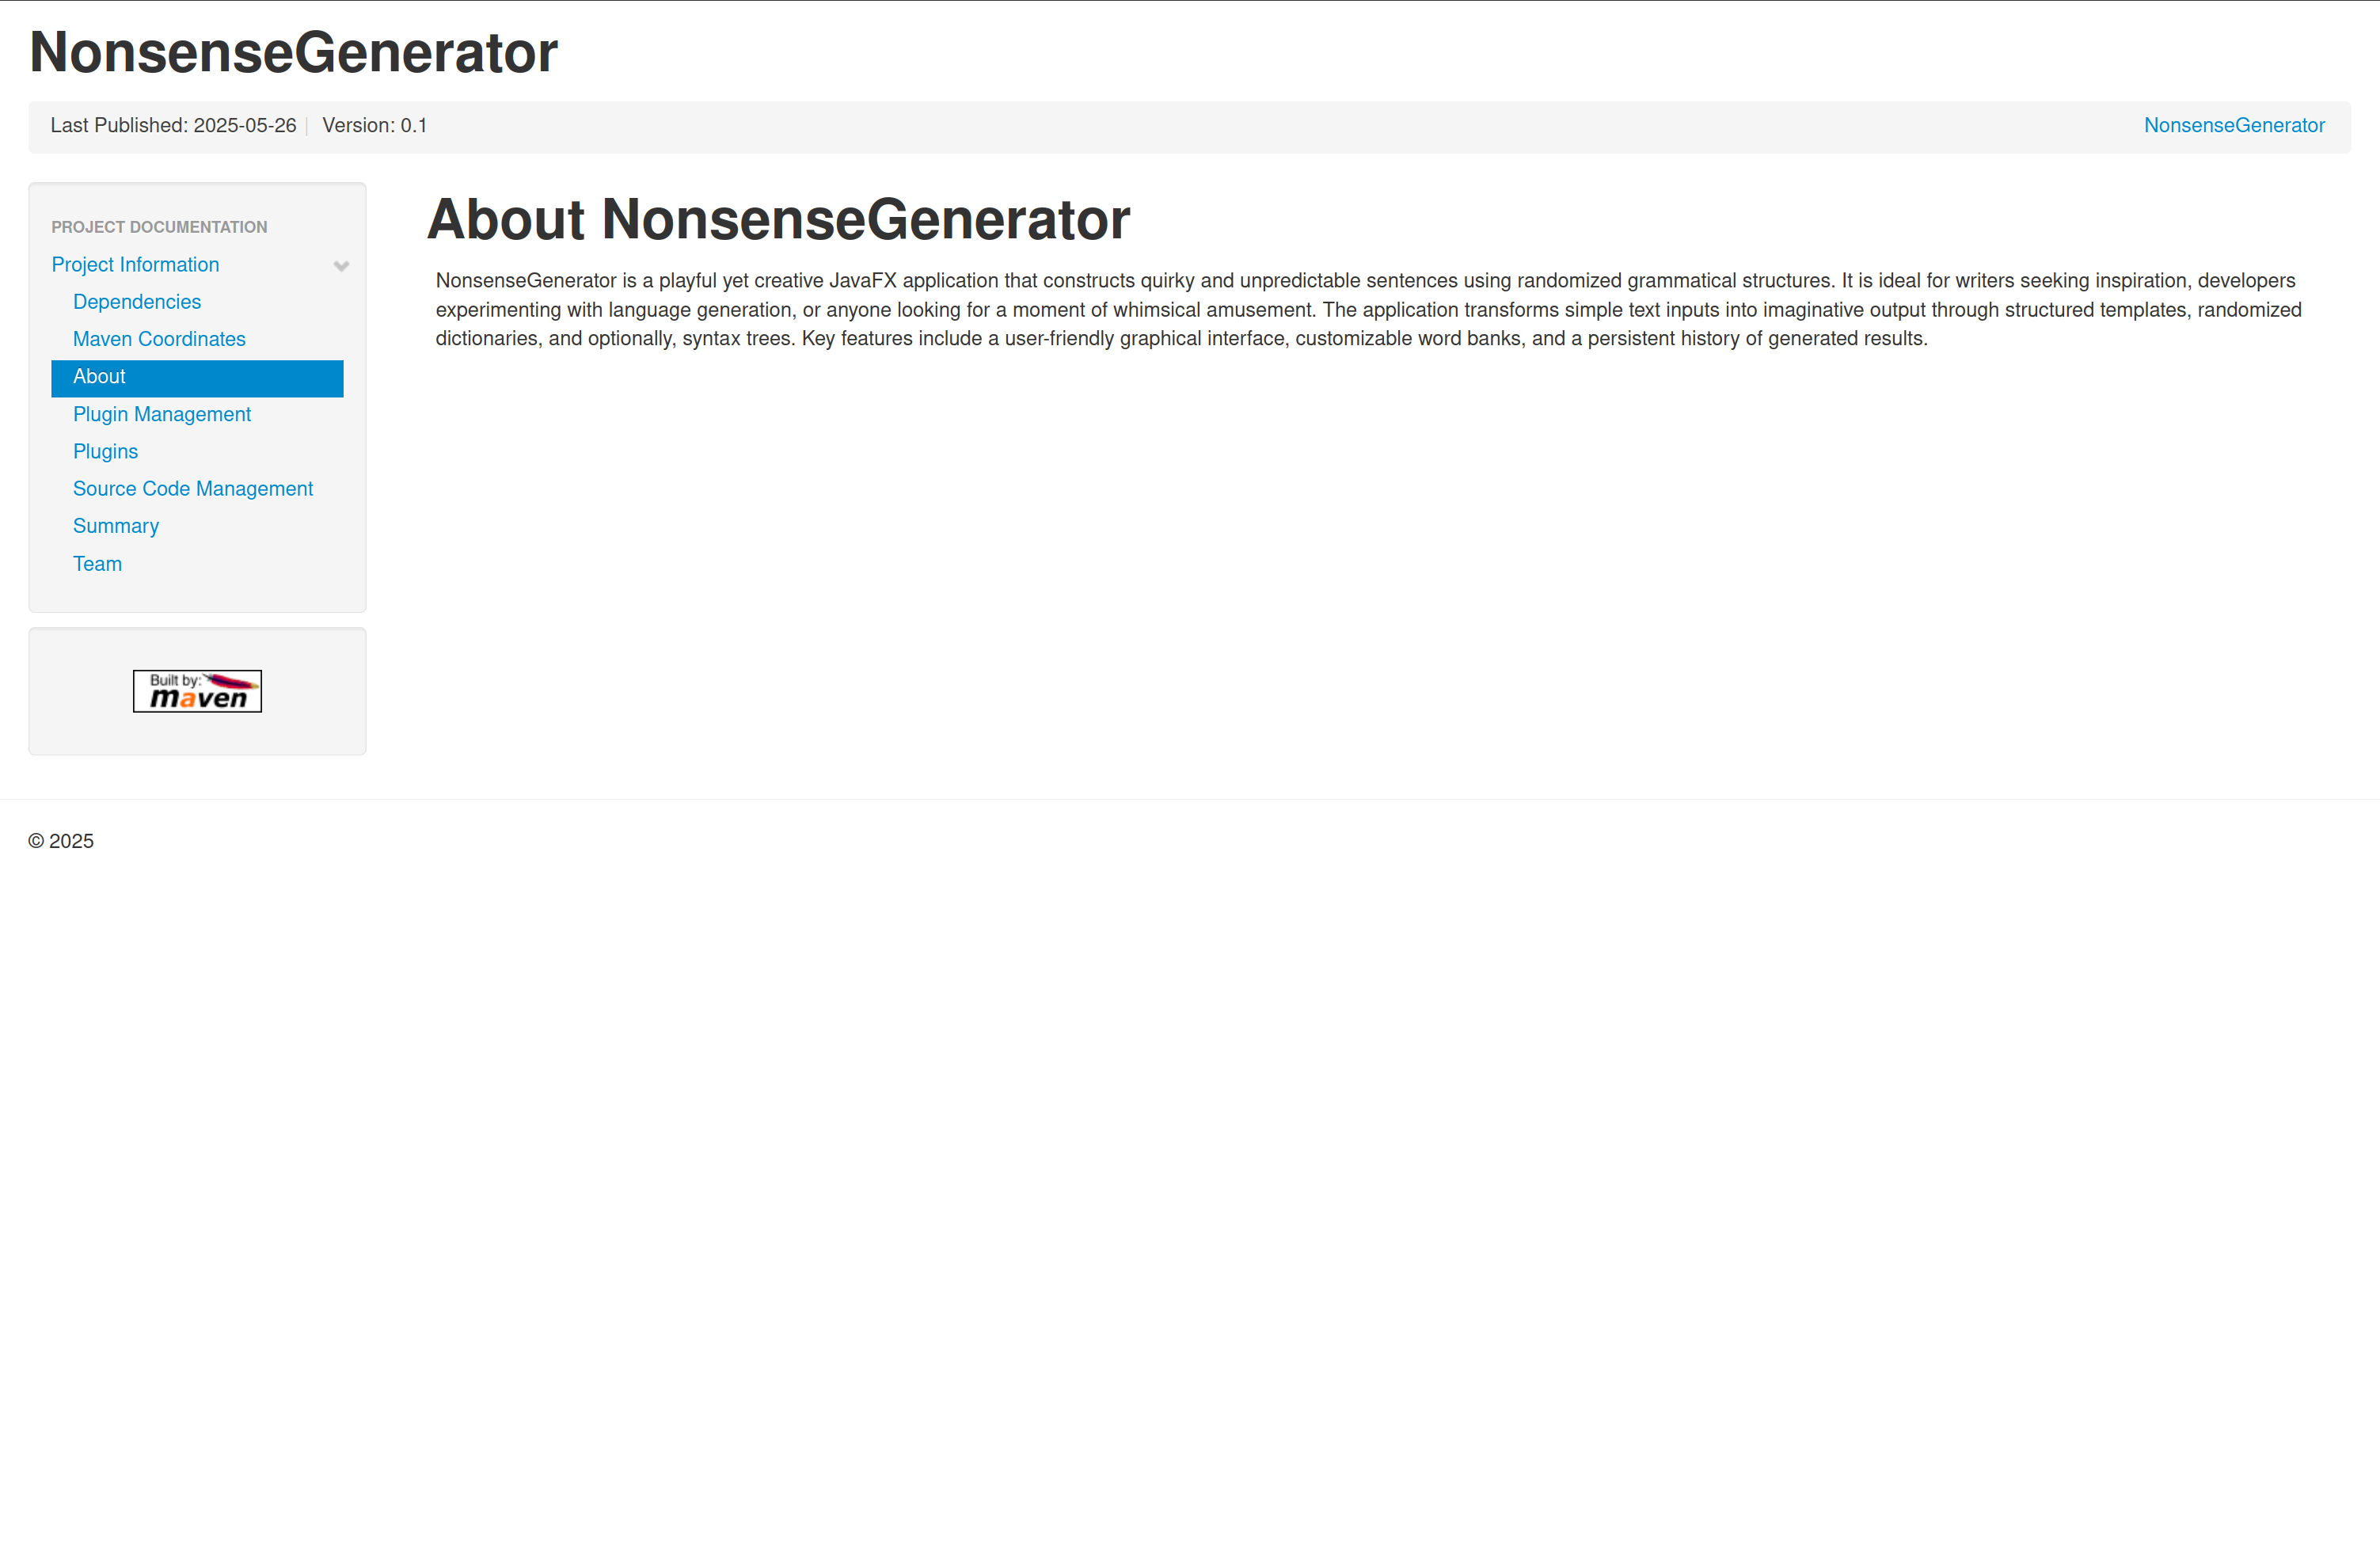 NonsenseGenerator
Last Published: 2025-05-26 | Version: 0.1
NonsenseGenerator
PROJECT DOCUMENTATION
Project Information
Dependencies
Maven Coordinates
About
Plugin Management
Plugins
Source Code Management
Summary
Team
Built by:
maven
About NonsenseGenerator
NonsenseGenerator is a playful yet creative JavaFX application that constructs quirky and unpredictable sentences using randomized grammatical structures. It is ideal for writers seeking inspiration, developers
experimenting with language generation, or anyone looking for a moment of whimsical amusement. The application transforms simple text inputs into imaginative output through structured templates, randomized
dictionaries, and optionally, syntax trees. Key features include a user-friendly graphical interface, customizable word banks, and a persistent history of generated results.
© 2025